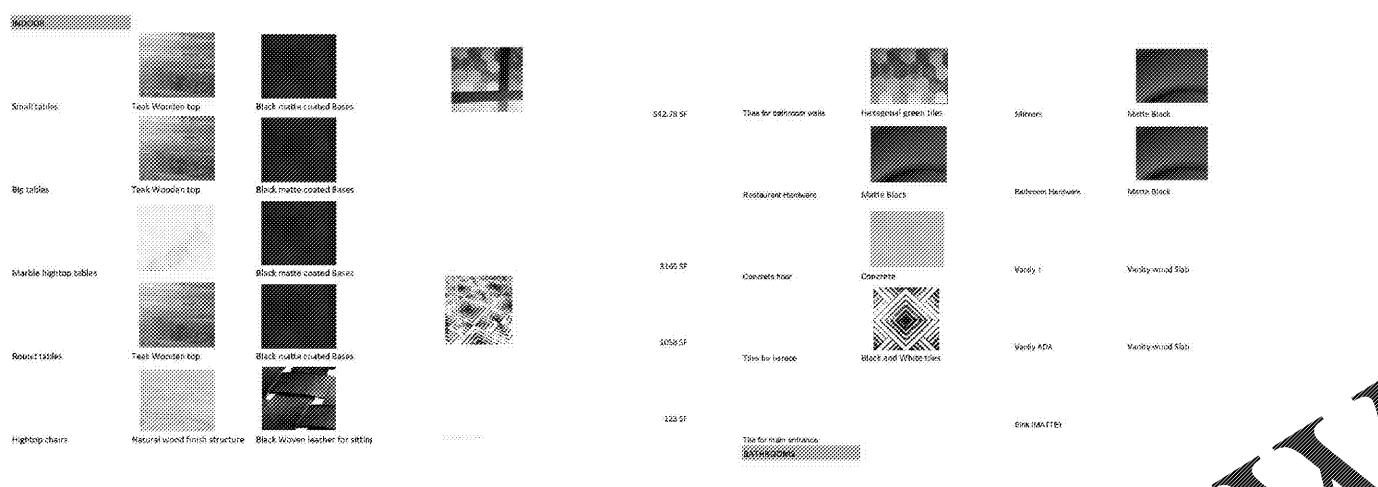 INDOOR
Small tables
Teak Wooden top
Black matte coated Bases
542.78 SF
Tiles for bathroom walls
Hexagonal green tiles
Mirrors
Matte Black
Big tables
Teak Wooden top
Black matte coated Bases
Restaurant Hardware
Matte Black
Bathroom Hardware
Matte Black
Marble hightop tables
Black matte coated Bases
3165 SF
Concrete floor
Concrete
Vanity 1
Vanity wood Slab
Round tables
Teak Wooden top
Black matte coated Bases
1058 SF
Tiles for terrace
Black and White tiles
Vanity ADA
Vanity wood Slab
Hightop chairs
Natural wood finish structure
Black Woven leather for sitting
123 SF
Tile for main entrance
(MATTE)
BATHROOMS